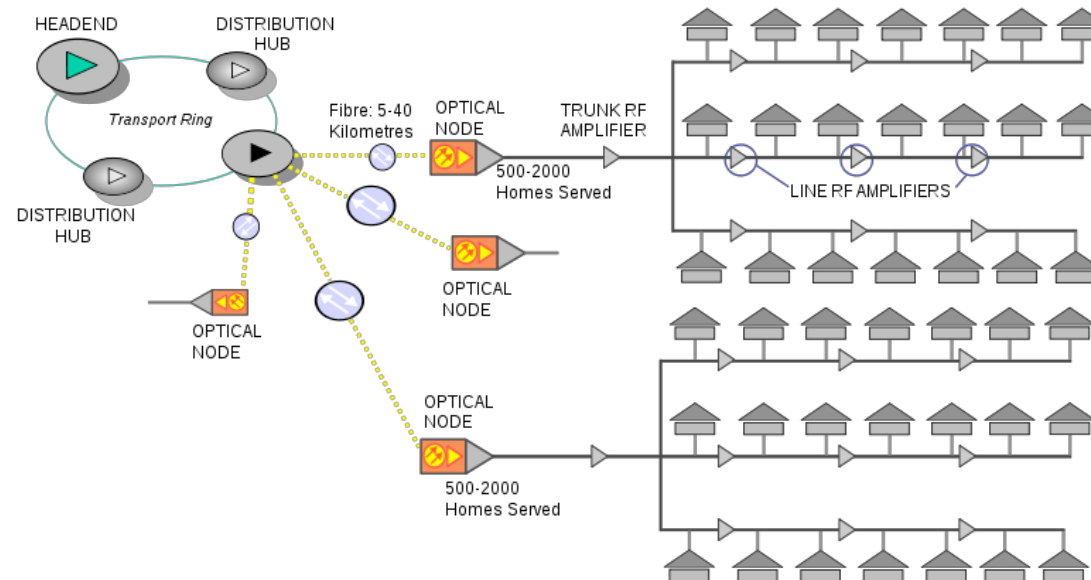 HEADEND
DISTRIBUTION
HUB
Transport Ring
DISTRIBUTION
HUB
Fibre: 5-40
Kilometres
OPTICAL
NODE
500-2000
Homes Served
TRUNK RF
AMPLIFIER
LINE RF AMPLIFIERS
OPTICAL
NODE
OPTICAL
NODE
OPTICAL
NODE
500-2000
Homes Served